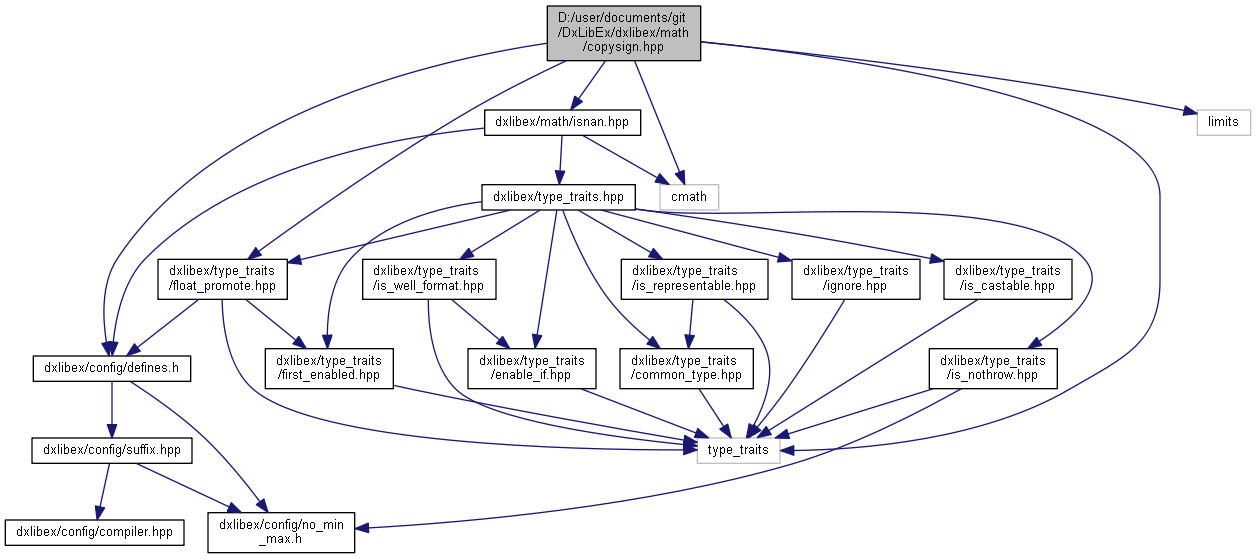 D:/user/documents/git
/DxLibEx/dxlibex/math
/copysign.hpp
dxlibex/math/isnan.hpp
limits
dxlibex/type_traits.hpp
cmath
dxlibex/type_traits
/float_promote.hpp
dxlibex/type_traits
/is_well_format.hpp
dxlibex/type_traits
/is_representable.hpp
dxlibex/type_traits
/ignore.hpp
dxlibex/type_traits
/is_castable.hpp
dxlibex/config/defines.h
dxlibex/type_traits
/first_enabled.hpp
dxlibex/type_traits
/enable_if.hpp
dxlibex/type_traits
/common_type.hpp
dxlibex/type_traits
/is_nothrow.hpp
dxlibex/config/suffix.hpp
type_traits
dxlibex/config/compiler.hpp
dxlibex/config/no_min
_max.h